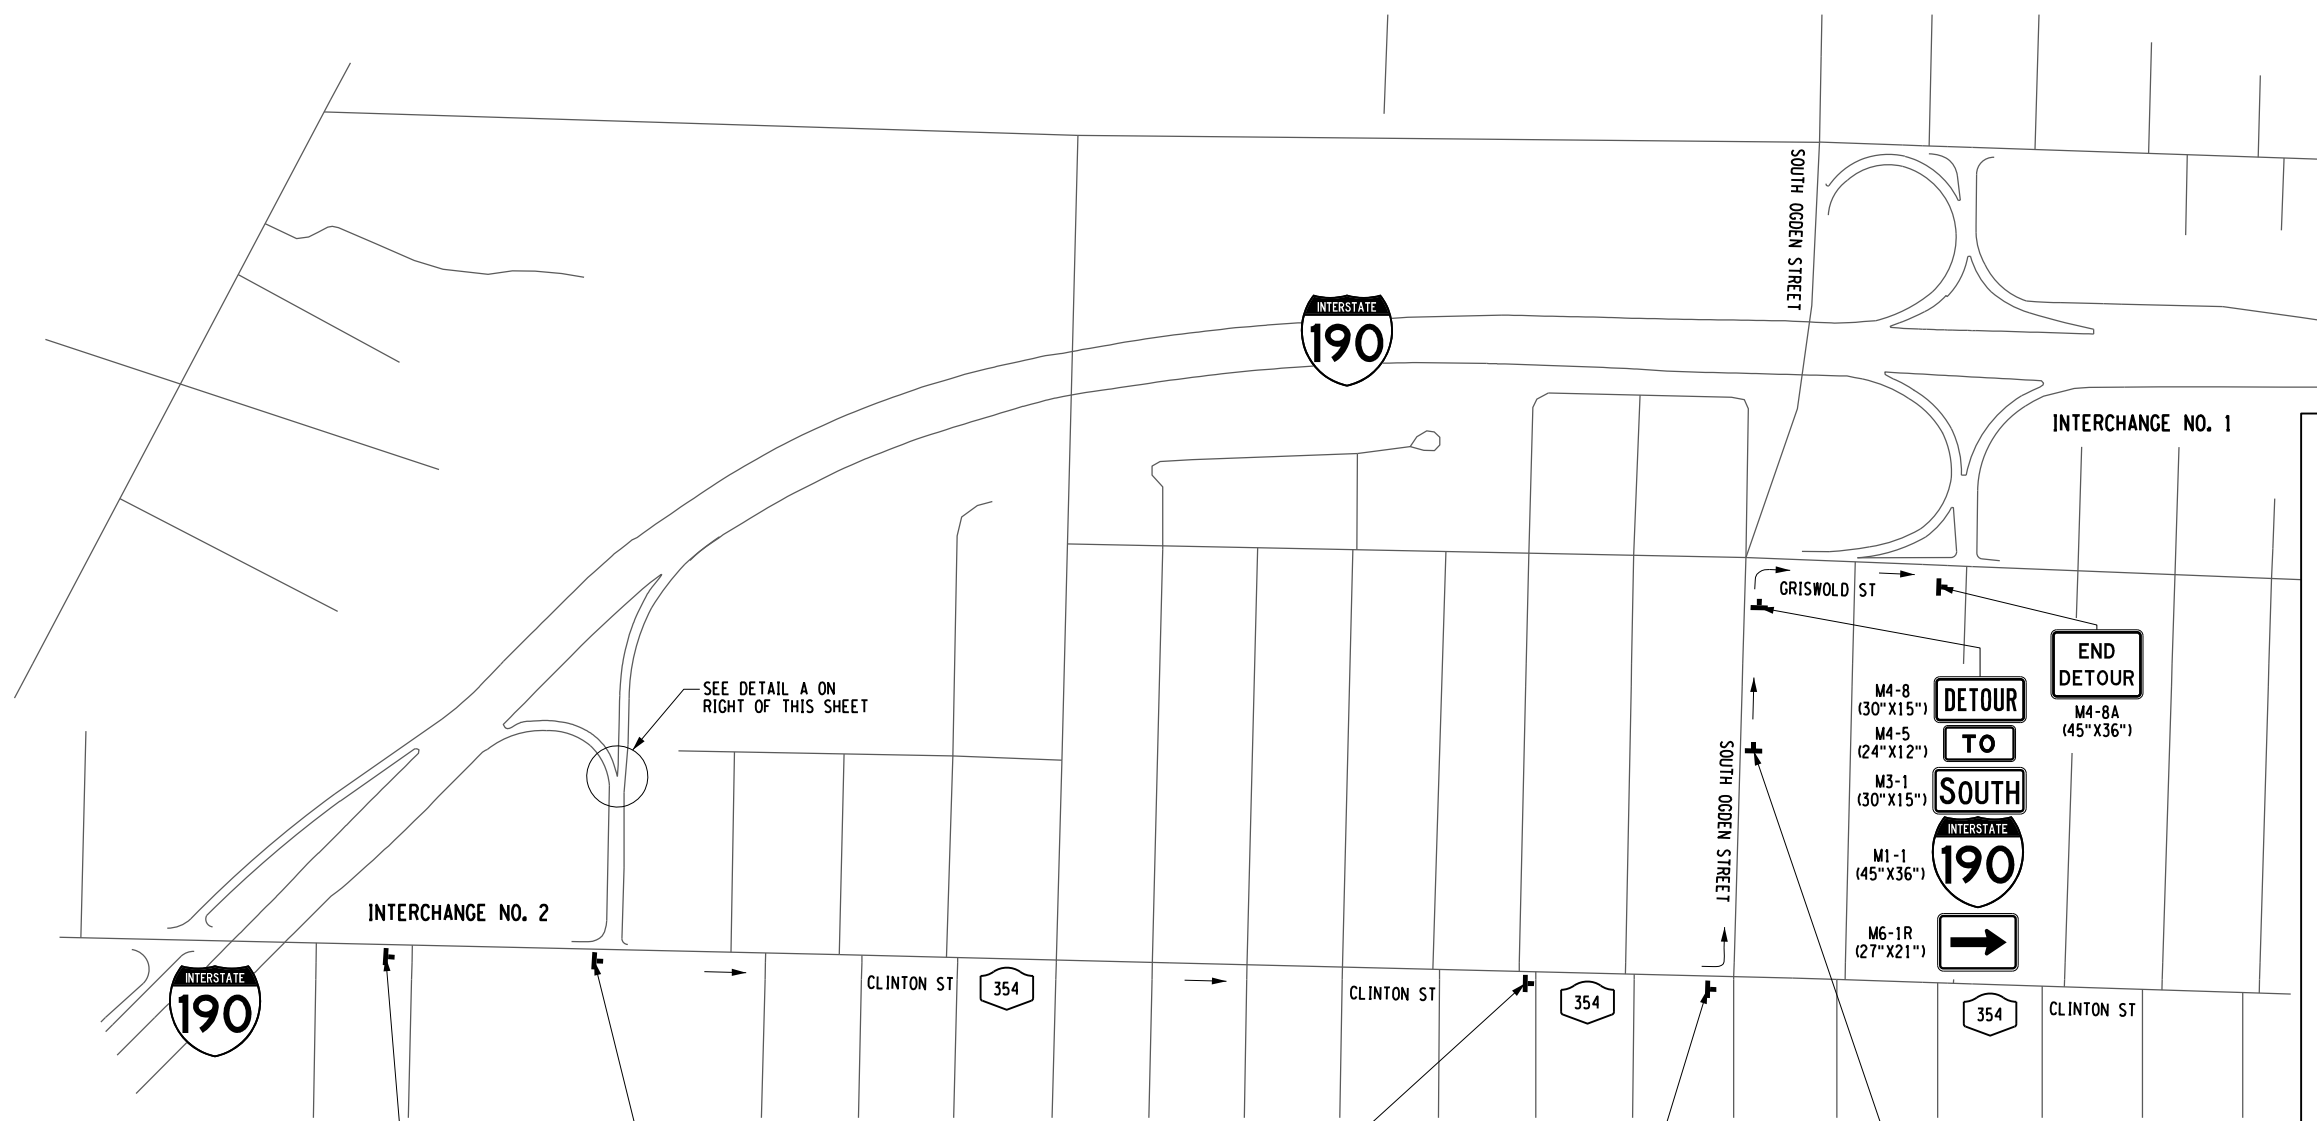 SOUTH OGDEN STREET
INTERSTATE
190
INTERCHANGE NO. 1
GRISWOLD ST
END
DETOUR
M4-8A
(45"X36")
SEE DETAIL A ON
RIGHT OF THIS SHEET
M4-8
(30"X15")
DETOUR
M4-5
(24"X12")
TO
M3-1
(30"X15")
SOUTH
M1-1
(45"X36")
INTERSTATE
190
M6-1R
(27"X21")
SOUTH OGDEN STREET
INTERCHANGE NO. 2
INTERSTATE
190
CLINTON ST
354
CLINTON ST
354
354
CLINTON ST